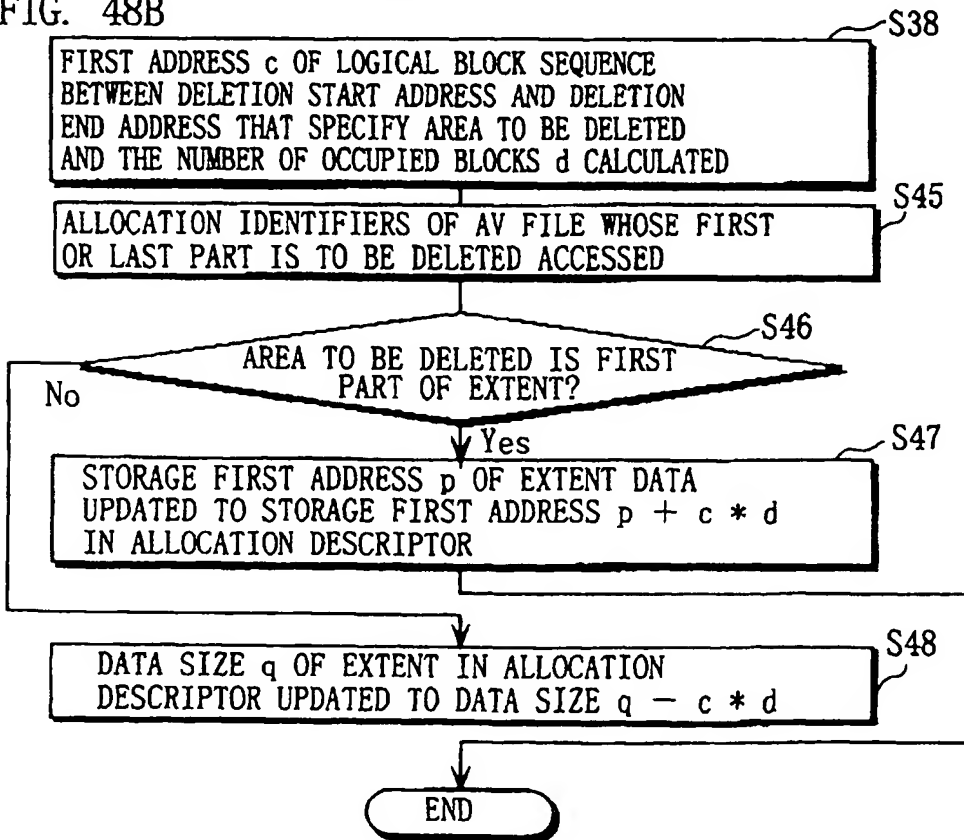 FIG. 48B
S38
FIRST ADDRESS c OF LOGICAL BLOCK SEQUENCE
BETWEEN DELETION START ADDRESS AND DELETION
END ADDRESS THAT SPECIFY AREA TO BE DELETED
AND THE NUMBER OF OCCUPIED BLOCKS d CALCULATED
S45
ALLOCATION IDENTIFIERS OF AV FILE WHOSE FIRST
OR LAST PART IS TO BE DELETED ACCESSED
S46
AREA TO BE DELETED IS FIRST
PART OF EXTENT?
No
Yes
S47
STORAGE FIRST ADDRESS p OF EXTENT DATA
UPDATED TO STORAGE FIRST ADDRESS p + c * d
IN ALLOCATION DESCRIPTOR
S48
DATA SIZE q OF EXTENT IN ALLOCATION
DESCRIPTOR UPDATED TO DATA SIZE q - c * d
END